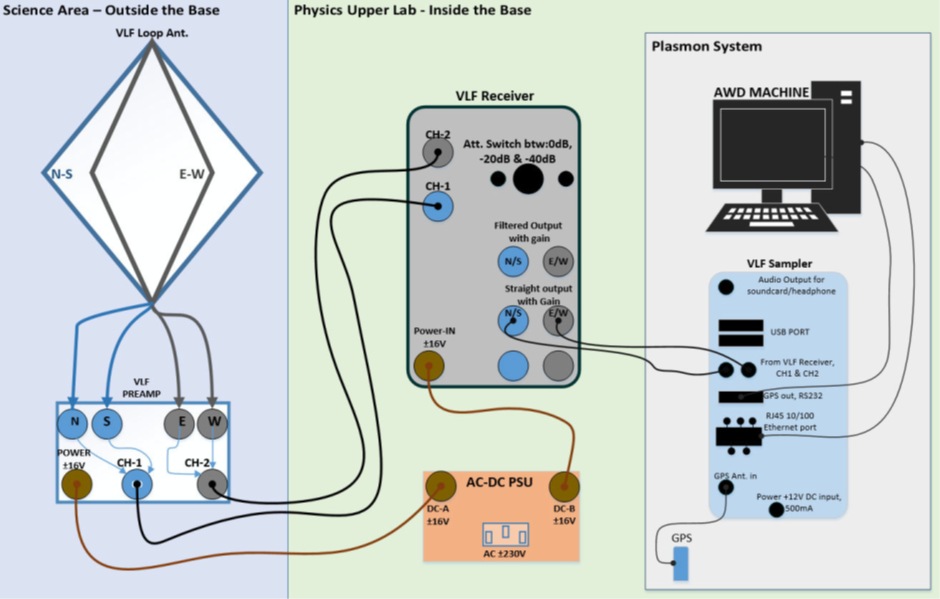 Science Area – Outside the Base
Physics Upper Lab - Inside the Base
VLF Loop Ant.
N-S
E-W
VLF
PREAMP
N
S
E
W
POWER
±16V
CH-1
CH-2
VLF Receiver
CH-2
Att. Switch btw:0dB,
-20dB & -40dB
CH-1
Filtered Output
with gain
N/S
E/W
Straight output
with Gain
N/S
E/W
Power-IN
±16V
AC-DC PSU
DC-A
±16V
DC-B
±16V
AC ±230V
Plasmon System
AWD MACHINE
VLF Sampler
Audio Output for
soundcard/headphone
USB PORT
From VLF Receiver,
CH1 & CH2
GPS out, RS232
RJ45 10/100
Ethernet port
GPS Ant. in
Power +12V DC input,
500mA
GPS